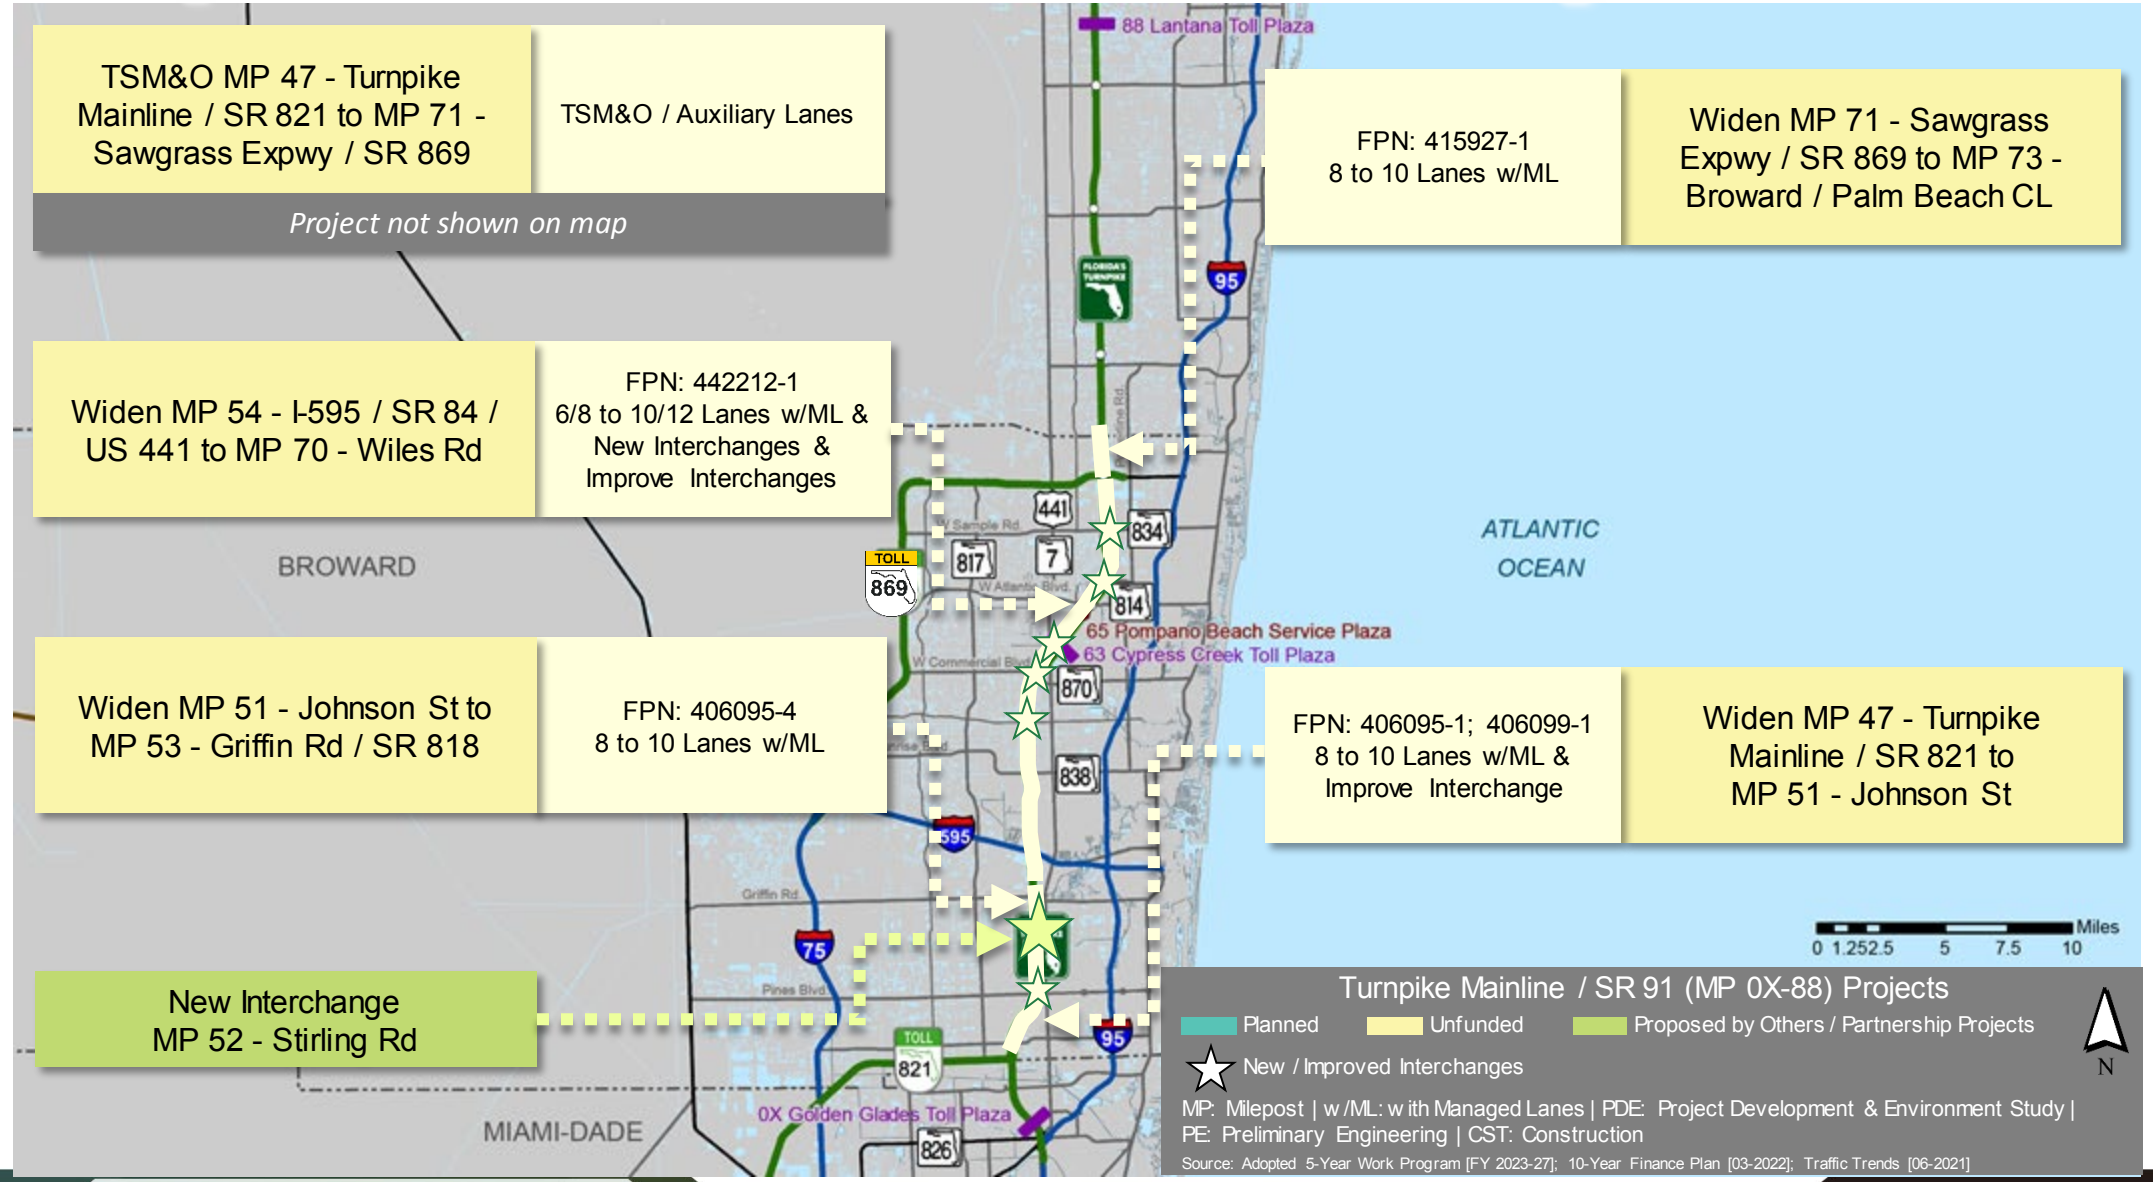 88 Lantana Toll Plaza
TSM&O MP 47 - Turnpike
Mainline / SR 821 to MP 71 -
Sawgrass Expwy / SR 869
TSM&O / Auxiliary Lanes
Project not shown on map
FPN: 415927-1
8 to 10 Lanes w/ML
Widen MP 71 - Sawgrass
Expwy / SR 869 to MP 73 -
Broward / Palm Beach CL
FLORIDA'S
TURNPIKE
95
Widen MP 54 - I-595 / SR 84 /
US 441 to MP 70 - Wiles Rd
FPN: 442212-1
6/8 to 10/12 Lanes w/ML &
New Interchanges &
Improve Interchanges
441
W Sample Rd.
834
817
7
ATLANTIC
OCEAN
BROWARD
TOLL
869
W Atlantic Blvd.
814
65 Pompano Beach Service Plaza
63 Cypress Creek Toll Plaza
W Commercial Blvd
870
Widen MP 51 - Johnson St to
MP 53 - Griffin Rd / SR 818
FPN: 406095-4
8 to 10 Lanes w/ML
FPN: 406095-1; 406099-1
8 to 10 Lanes w/ML &
Improve Interchange
Widen MP 47 - Turnpike
Mainline / SR 821 to
MP 51 - Johnson St
838
595
Griffin Rd.
75
Miles
0 1.252.5 5 7.5 10
New Interchange
MP 52 - Stirling Rd
Pines Blvd.
95
TOLL
821
0X Golden Glades Toll Plaza
MIAMI-DADE
826
Turnpike Mainline / SR 91 (MP 0X-88) Projects
Planned Unfunded Proposed by Others / Partnership Projects
New / Improved Interchanges
N
MP: Milepost | w/ML: with Managed Lanes | PDE: Project Development & Environment Study |
PE: Preliminary Engineering | CST: Construction
Source: Adopted 5-Year Work Program [FY 2023-27]; 10-Year Finance Plan [03-2022]; Traffic Trends [06-2021]